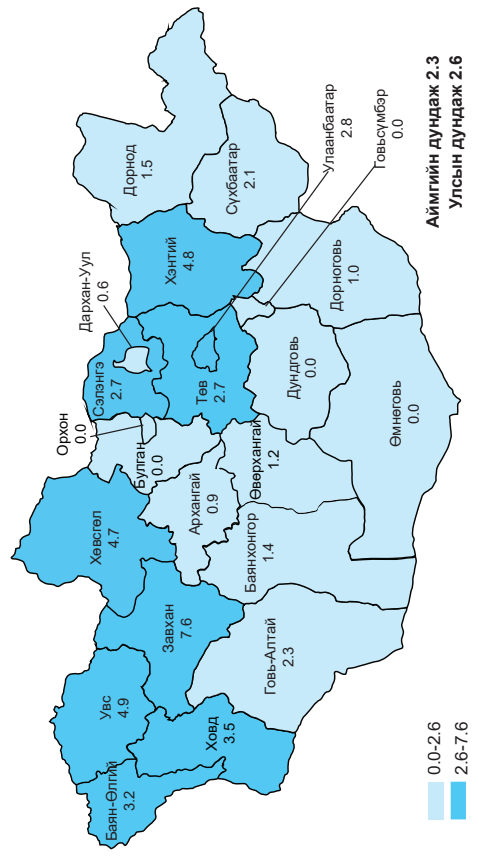 Баян-Өлгий
3.2
Увс
4.9
Ховд
3.5
Завхан
7.6
Говь-Алтай
2.3
Хөвсгөл
4.7
Баянхонгор
1.4
Архангай
0.9
Орхон
0.0
Булган
0.0
Өвөрхангай
1.2
Өмнөговь
0.0
Сэлэнгэ
2.7
Дархан-Уул
0.6
Төв
2.7
Дундговь
0.0
Хэнтий
4.8
Дорноговь
1.0
Дорнод
1.5
Сүхбаатар
2.1
Улаанбаатар
2.8
Говьсүмбэр
0.0
Аймгийн дундаж 2.3
Улсын дундаж 2.6
0.0-2.6
2.6-7.6